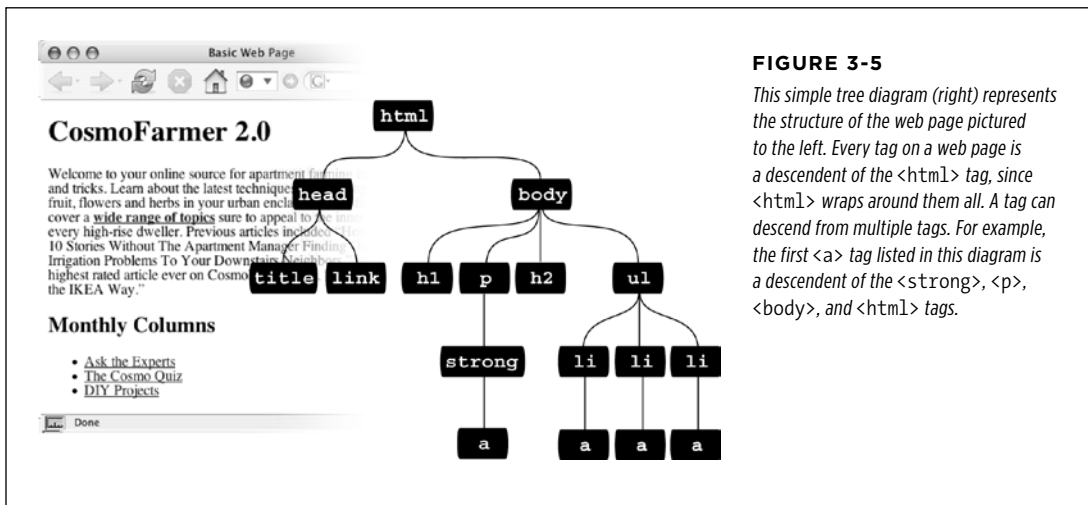 Basic Web Page
CosmoFarmer 2.0
Welcome to your online source for apartment farming
and tricks. Learn about the latest techniques
fruit, flowers and herbs in your urban
cover a wide range of topics sure to appeal to the
every high-rise dweller. Previous articles included
10 Stories Without The Apartment Manager Finding
Irrigation Problems To Your Downstairs Neighbors
highest rated article ever on
the IKEA Way.”
Monthly Columns
• Ask the Experts
• The Cosmo Quiz
• DIY Projects
Done
html
head
body
title link h1 p h2 ul
strong li li li
a a a a
FIGURE 3-5
This simple tree diagram (right) represents
the structure of the web page pictured
to the left. Every tag on a web page is
a descendent of the <html> tag, since
<html> wraps around them all. A tag can
descend from multiple tags. For example,
the first <a> tag listed in this diagram is
a descendent of the <strong>, <p>,
<body>, and <html> tags.